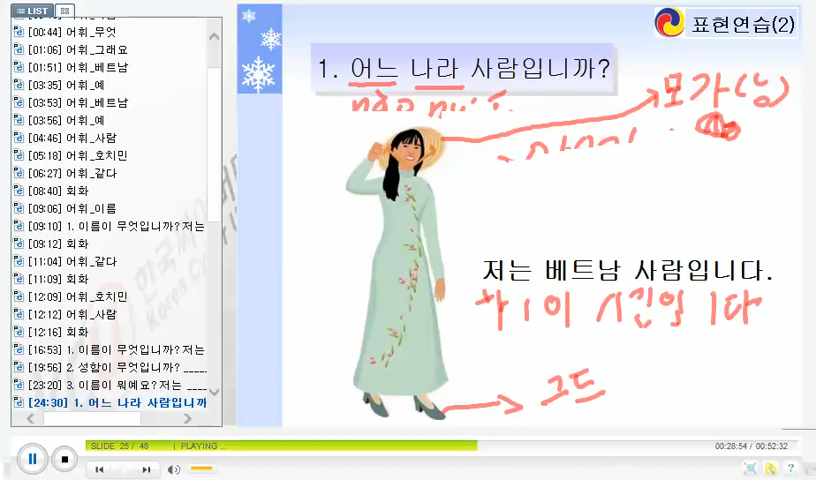 LIST
[00:44] 어휘_무엇
[01:06] 어휘_그래요
[01:51] 어휘_베트남
[03:35] 어휘_예
[03:53] 어휘_베트남
[03:56] 어휘_예
[04:46] 어휘_사람
[05:18] 어휘_호치민
[06:27] 어휘_같다
[08:40] 회화
[09:06] 어휘_이름
[09:10] 1. 이름이 무엇입니까? 저는
[09:12] 회화
[11:04] 어휘_같다
[11:09] 회화
[12:09] 어휘_호치민
[12:12] 어휘_사람
[12:16] 회화
[16:53] 1. 이름이 무엇입니까? 저는
[19:56] 2. 성함이 무엇입니까? ____
[23:20] 3. 이름이 뭐예요? 저는 ____
[24:30] 1. 어느 나라 사람입니까
표현연습(2)
1. 어느 나라 사람입니까?
저는 베트남 사람입니다.
구드
SLIDE 25 / 48 PLAYING ...
00:28:54 / 00:52:32